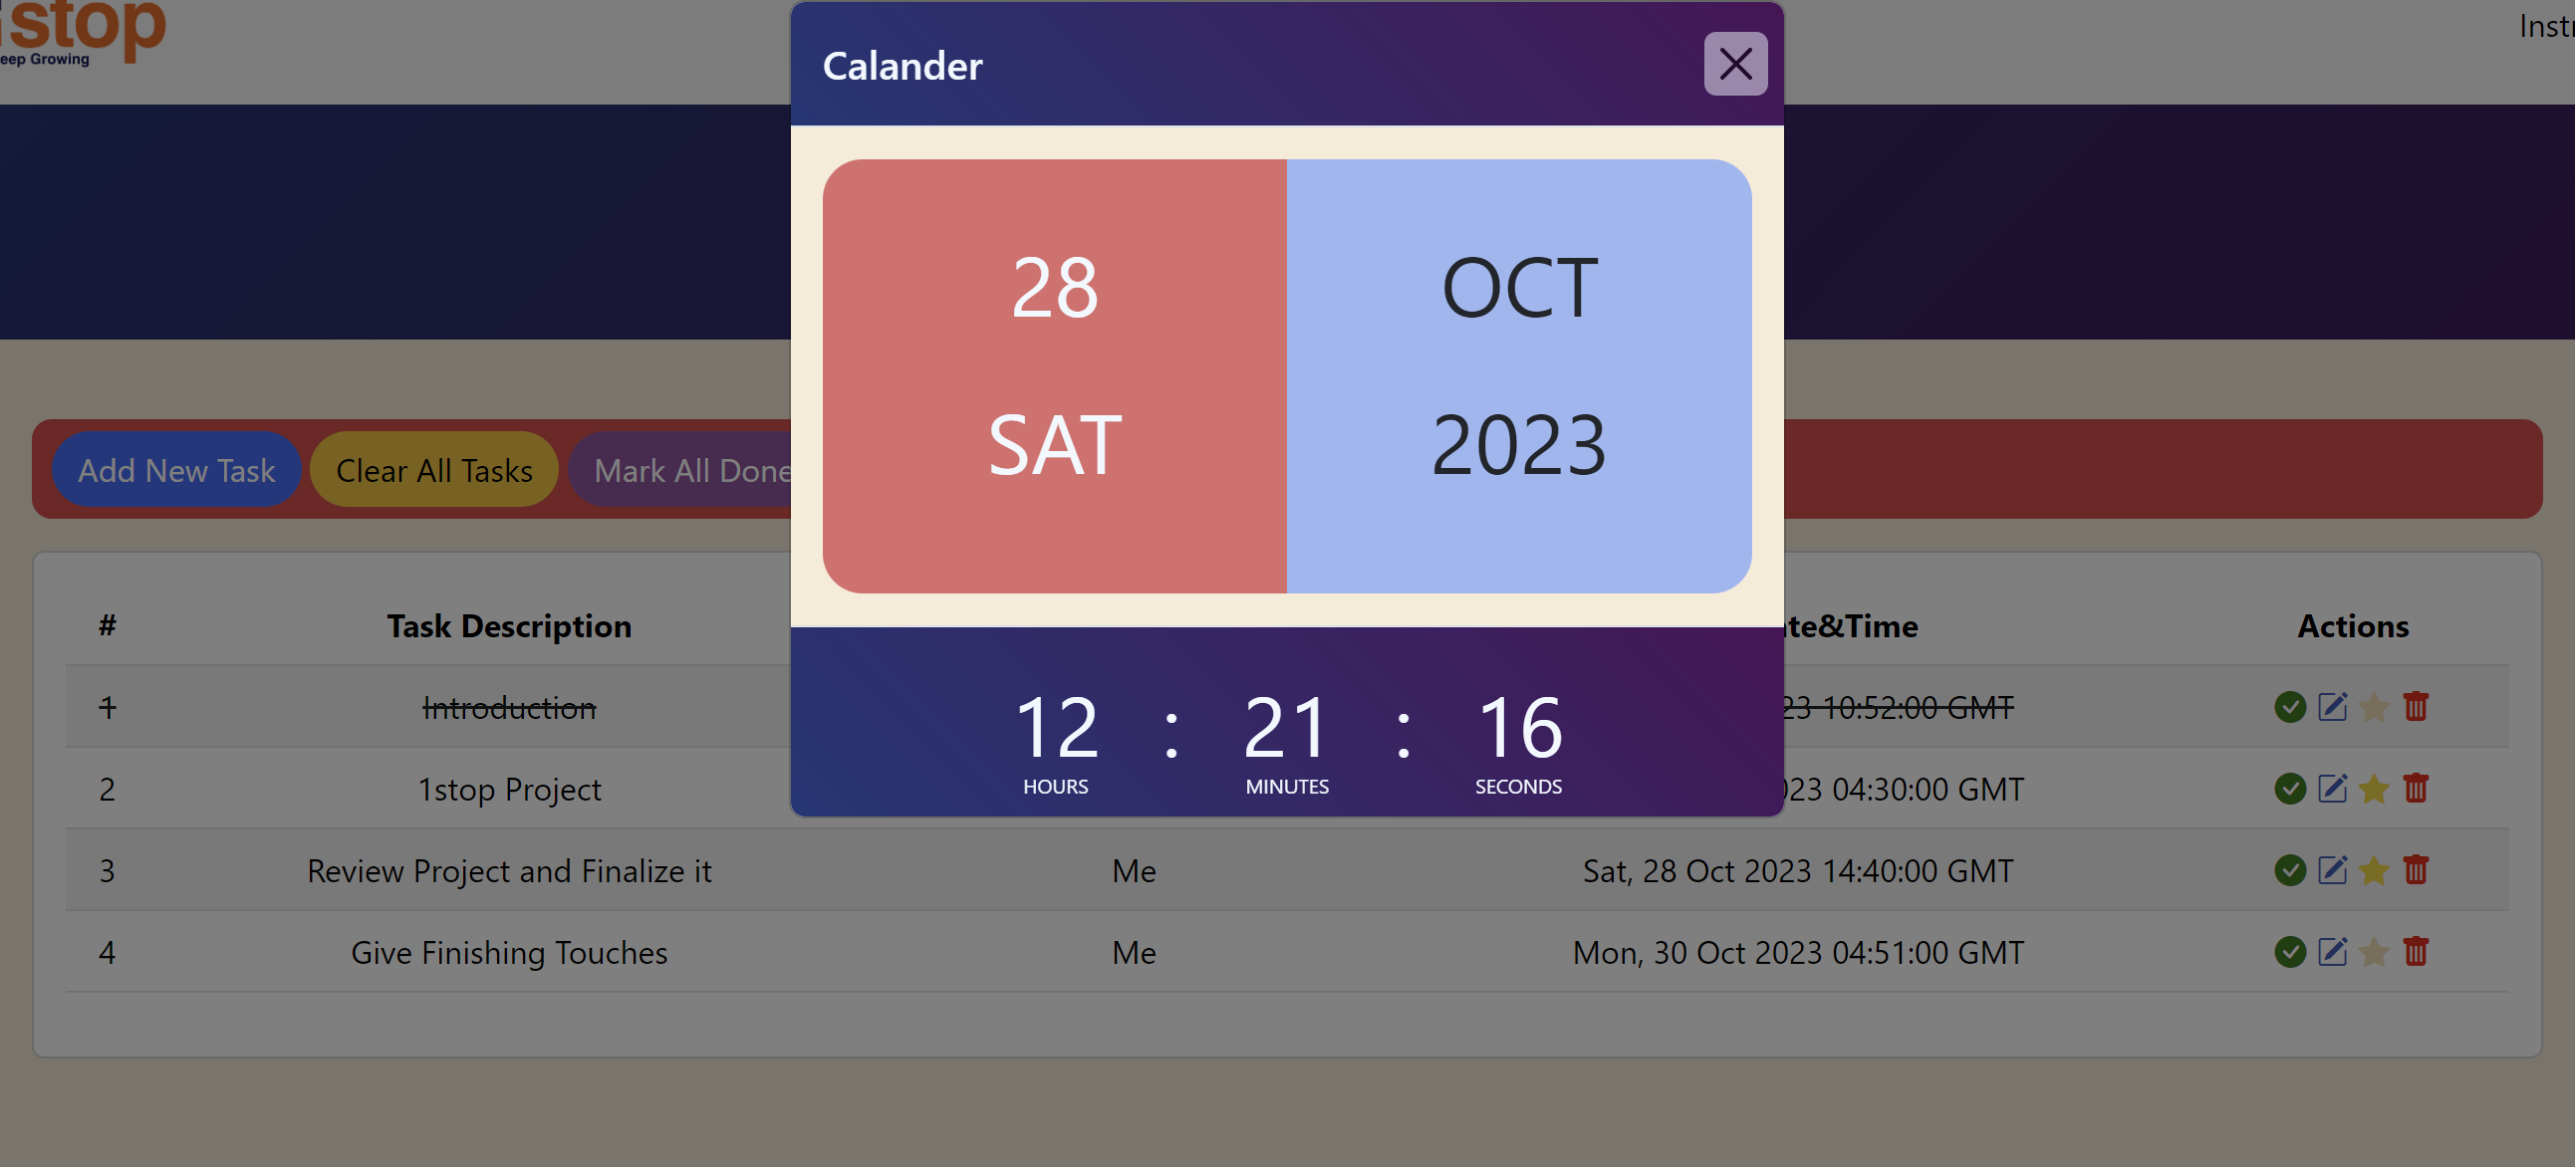 1stop
eep Growing
Instr
Calander
28 OCT
SAT 2023
Add New Task Clear All Tasks Mark All Done
# Task Description te&Time Actions
1 Introduction 23 10:52:00 GMT
12 : 21 : 16
HOURS MINUTES SECONDS
2 1stop Project 023 04:30:00 GMT
3 Review Project and Finalize it Me Sat, 28 Oct 2023 14:40:00 GMT
4 Give Finishing Touches Me Mon, 30 Oct 2023 04:51:00 GMT